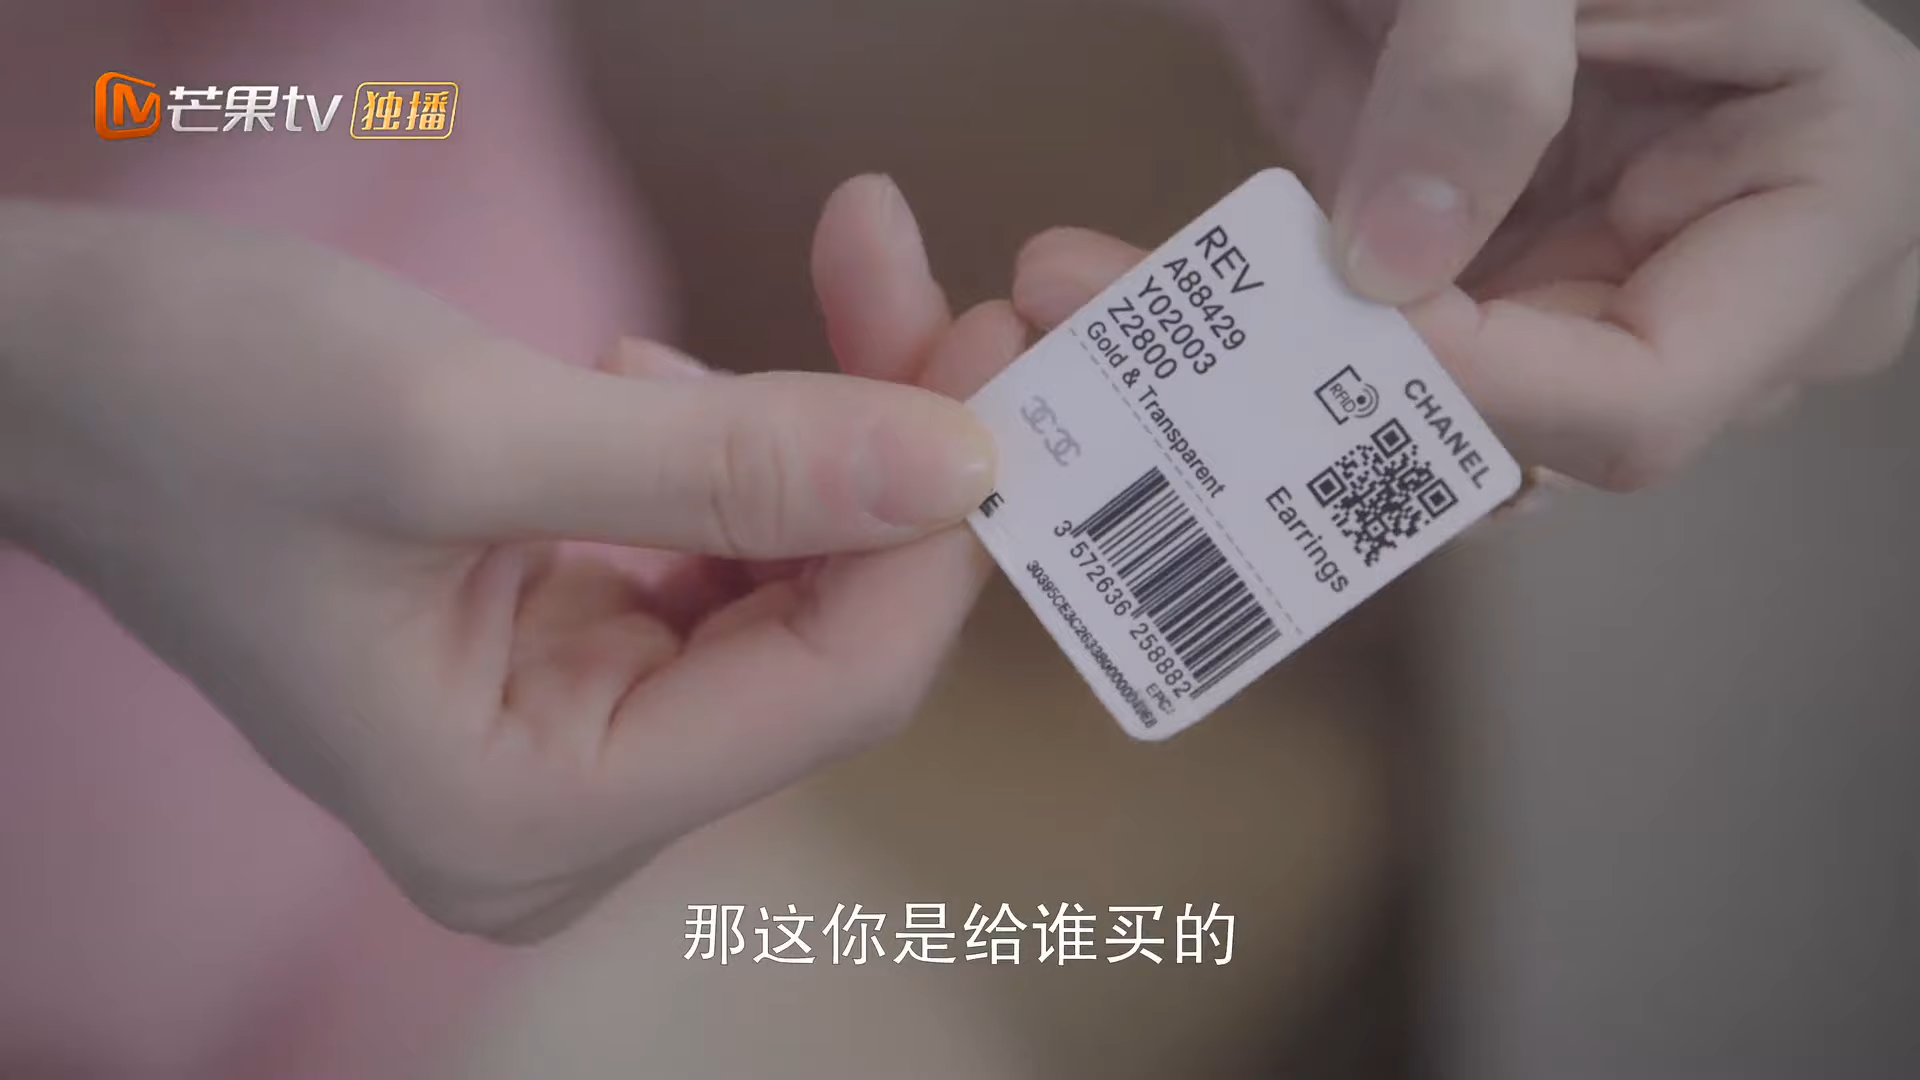 芒果tv 独播
REV
A88429
Y02003
Z2800
Gold & Transparent
RFID
CHANEL
Earrings
3 572636 258882
那这你是给谁买的